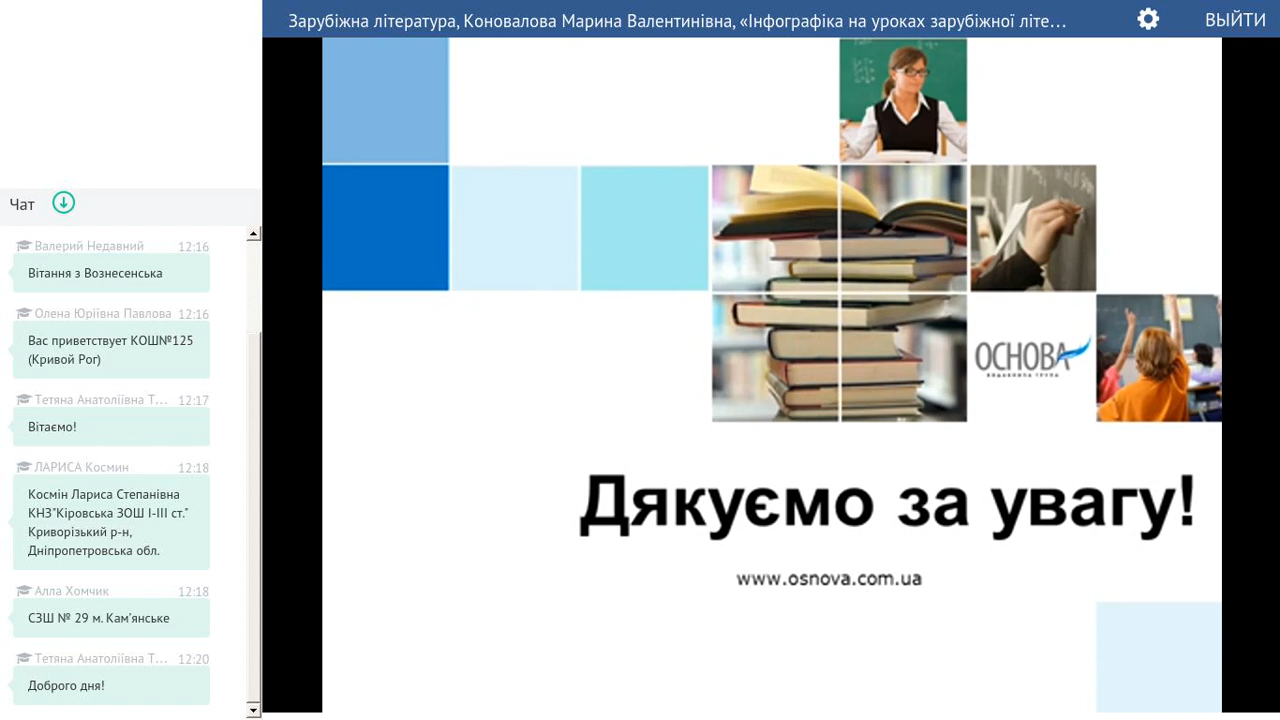 Зарубіжна література, Коновалова Марина Валентинівна, «Інфографіка на уроках зарубіжної літе...
ВЫЙТИ
Чат
Валерий Недавний 12:16
Вітання з Вознесенська
Олена Юріївна Павлова 12:16
Вас приветствует КОШ№125
(Кривой Рог)
Тетяна Анатоліївна Т... 12:17
Вітаємо!
ЛАРИСА Космин 12:18
Космін Лариса Степанівна
КНЗ"Кіровська ЗОШ І-ІІІ ст."
Криворізький р-н,
Дніпропетровська обл.
Алла Хомчик 12:18
СЗШ № 29 м. Кам'янське
Тетяна Анатоліївна Т... 12:20
Доброго дня!
ОСНОВА
ВИДАВНИЧА ГРУПА
Дякуємо за увагу!
www.osnova.com.ua